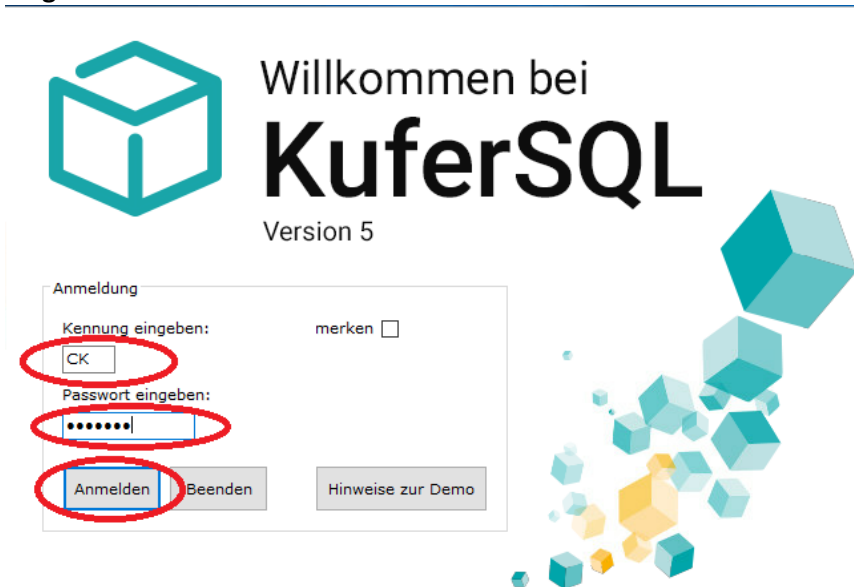 Willkommen bei
KuferSQL
Version 5
Anmeldung
Kennung eingeben: merken
CK
Passwort eingeben:
•••••••
Anmelden Beenden Hinweise zur Demo